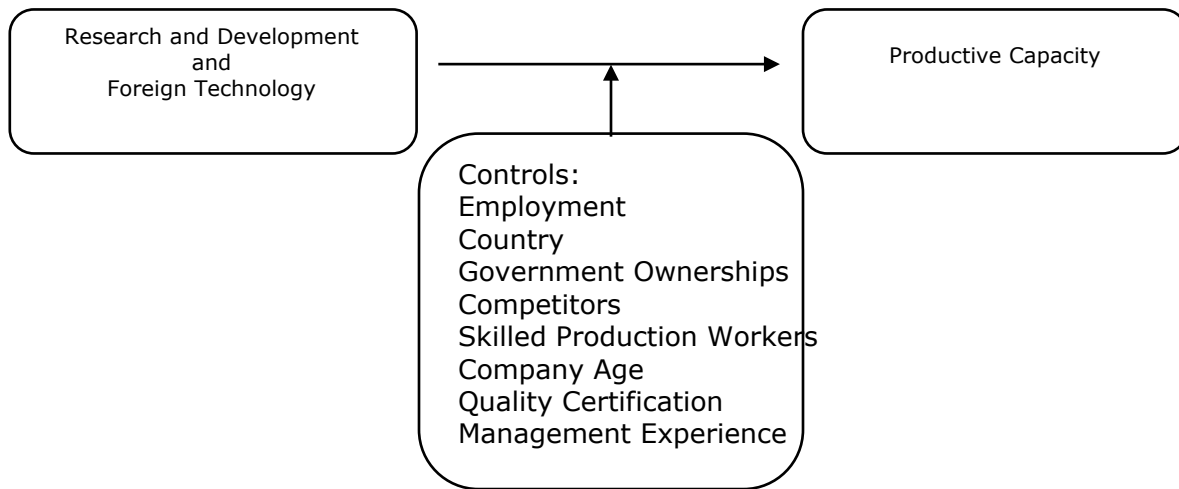 Research and Development
and
Foreign Technology
Productive Capacity
Controls:
Employment
Country
Government Ownerships
Competitors
Skilled Production Workers
Company Age
Quality Certification
Management Experience